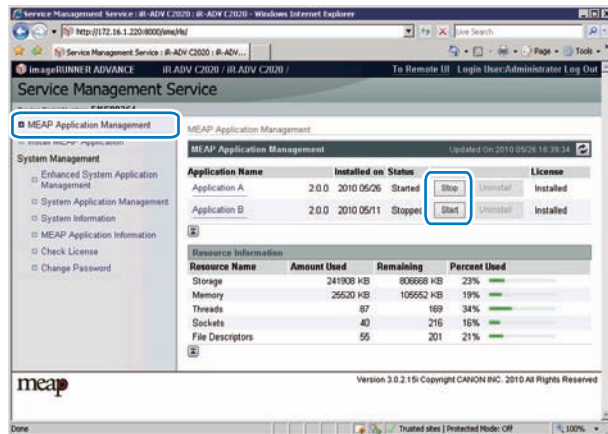 Service Management Service : iR-ADV C2020 : iR-ADV C2020 - Windows Internet Explorer
http://172.16.1.220:8000/sms/rls/
Live Search
Service Management Service : iR-ADV C2020 : iR-ADV...
Page
Tools
imageRUNNER ADVANCE
iR-ADV C2020 / iR-ADV C2020 /
To Remote UI Login User:Administrator Log Out
Service Management Service
MEAP Application Management
Install MEAP Application
System Management
Enhanced System Application
Management
System Application Management
System Information
MEAP Application Information
Check License
Change Password
MEAP Application Management
MEAP Application Management
Updated On:2010 05/26 16:39:34
Application Name Installed on Status License
Application A 2.0.0 2010 05/26 Started Stop Uninstall Installed
Application B 2.0.0 2010 05/11 Stopped Start Uninstall Installed
Resource Information
Resource Name Amount Used Remaining Percent Used
Storage 241908 KB 806668 KB 23%
Memory 25520 KB 105552 KB 19%
Threads 87 169 34%
Sockets 40 216 16%
File Descriptors 55 201 21%
meap
Version 3.0.2.15i Copyright CANON INC. 2010 All Rights Reserved
Done
Trusted sites | Protected Mode: Off
100%